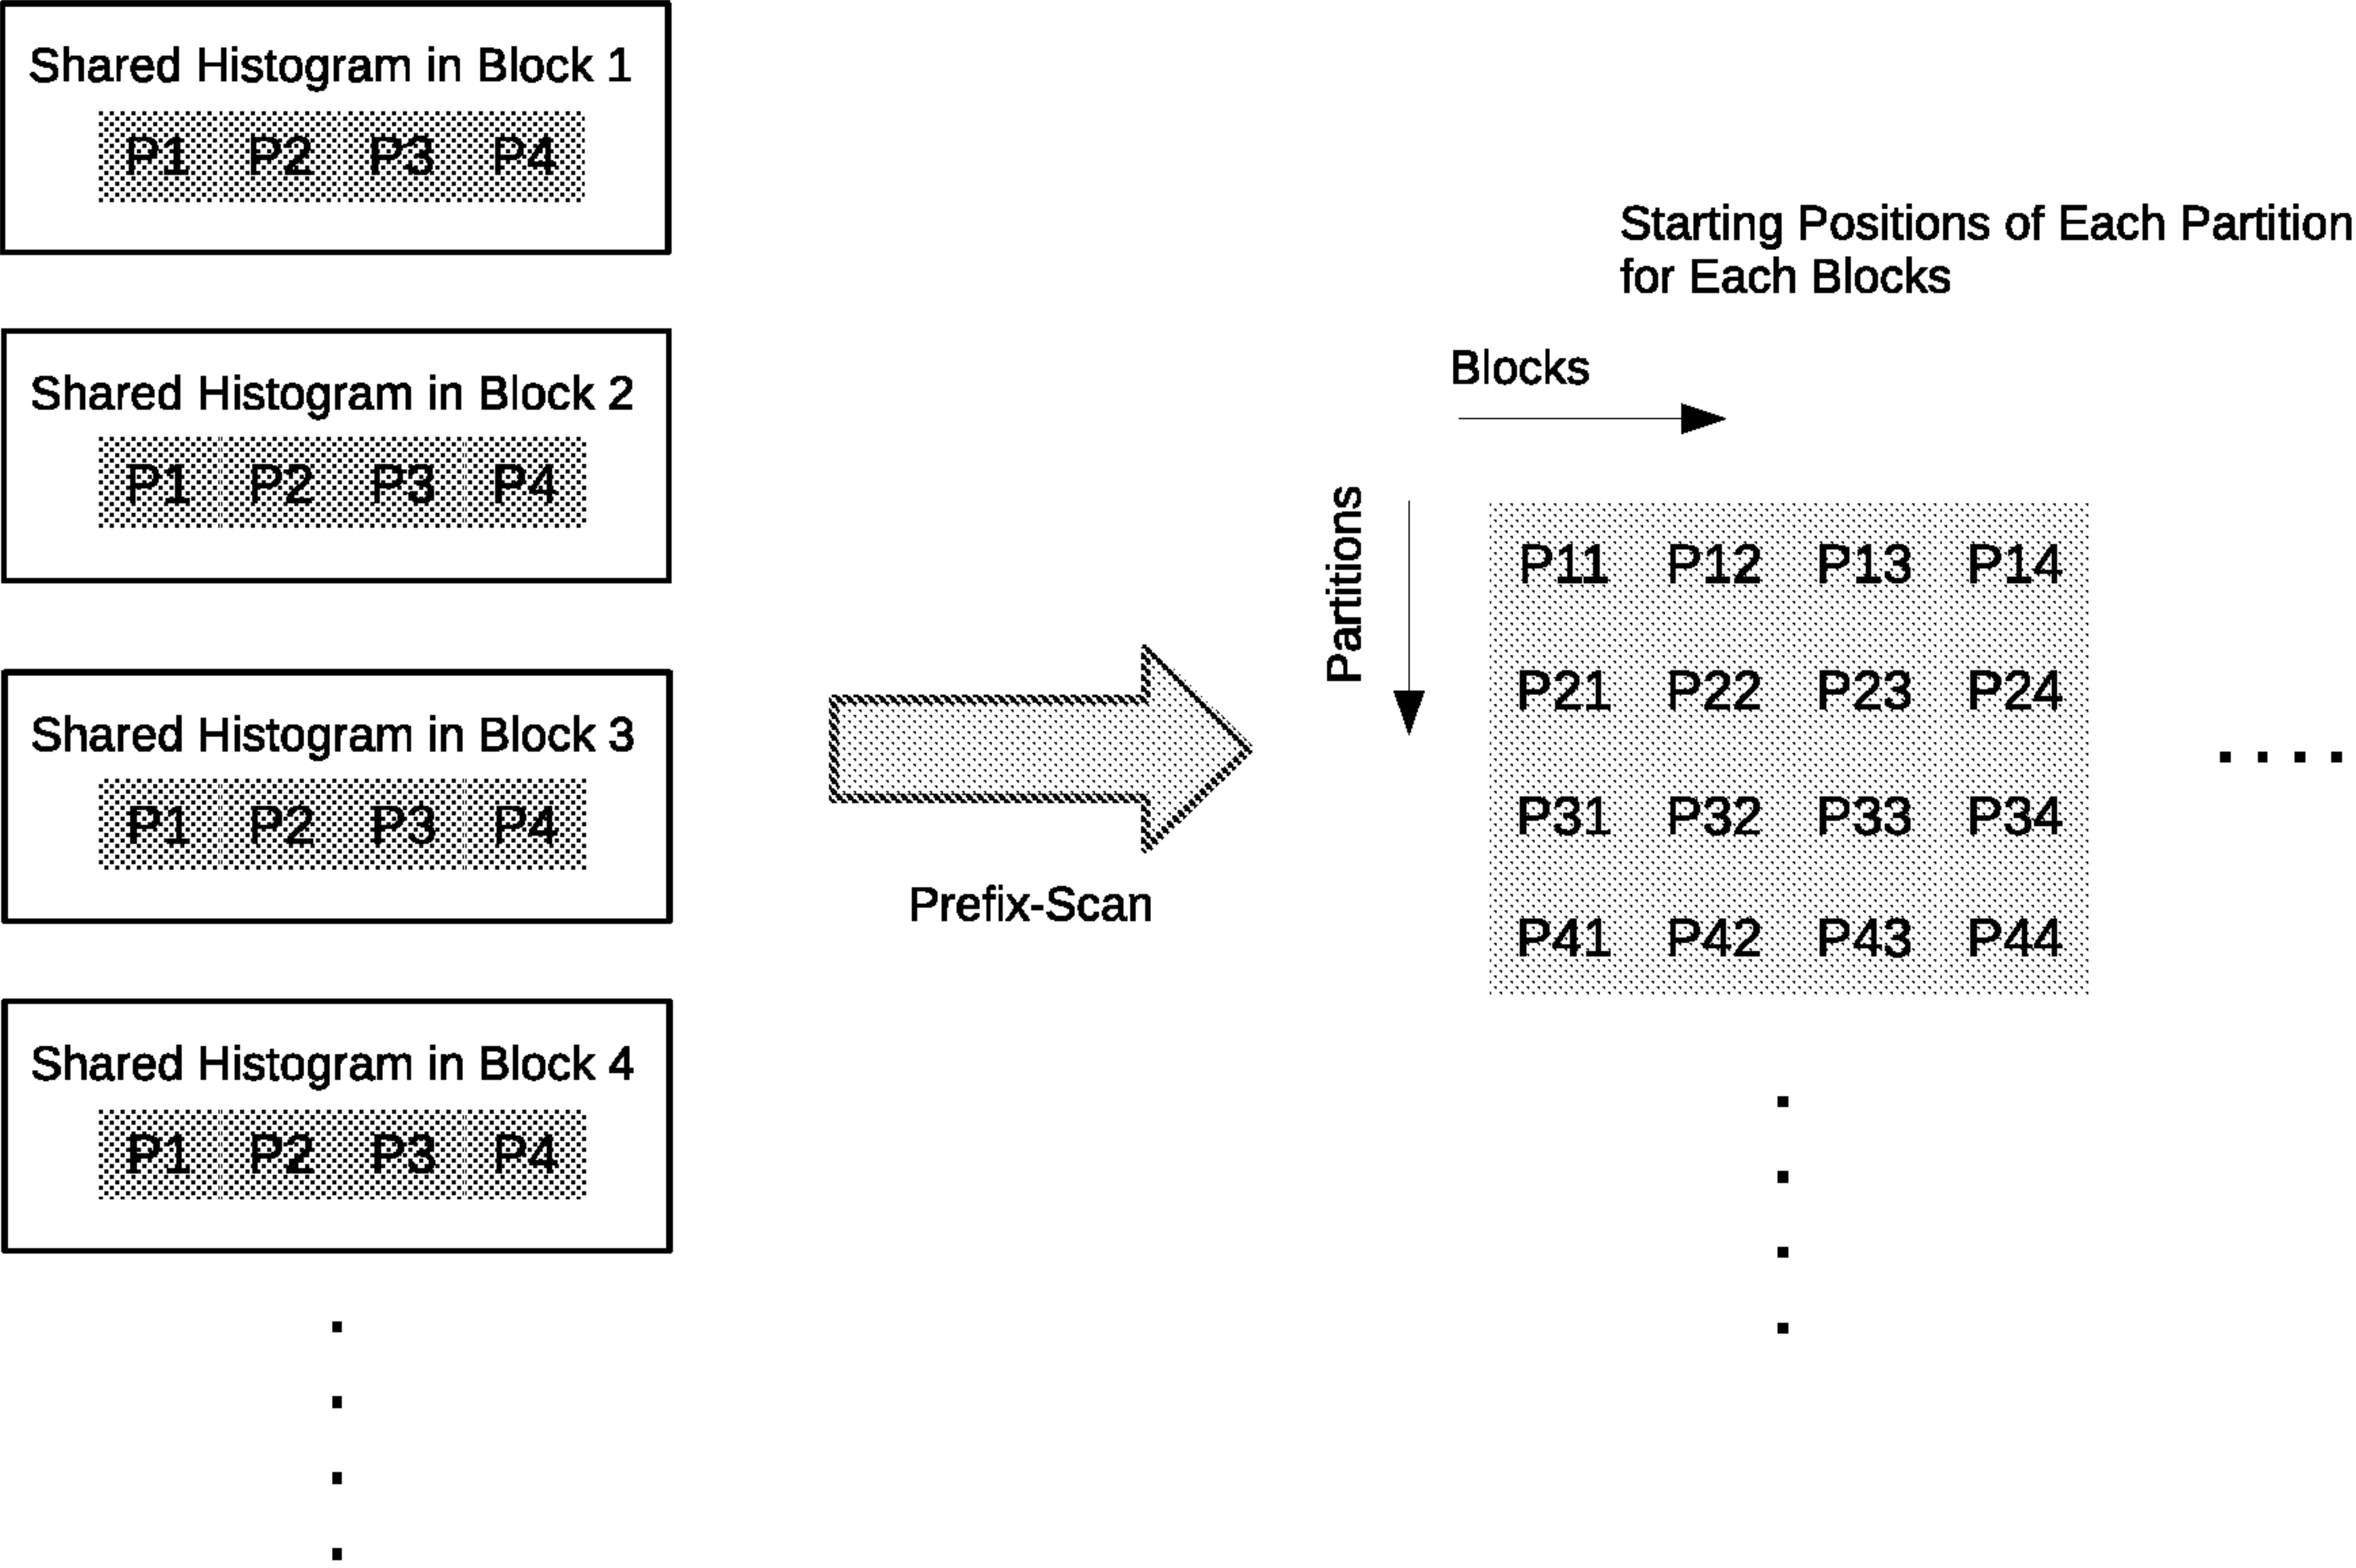 Shared Histogram in Block 1
P1 P2 P3 P4
Shared Histogram in Block 2
P1 P2 P3 P4
Shared Histogram in Block 3
P1 P2 P3 P4
Shared Histogram in Block 4
P1 P2 P3 P4
Prefix-Scan
Starting Positions of Each Partition
for Each Blocks
Blocks
Partitions
P11 P12 P13 P14
P21 P22 P23 P24
P31 P32 P33 P34
P41 P42 P43 P44